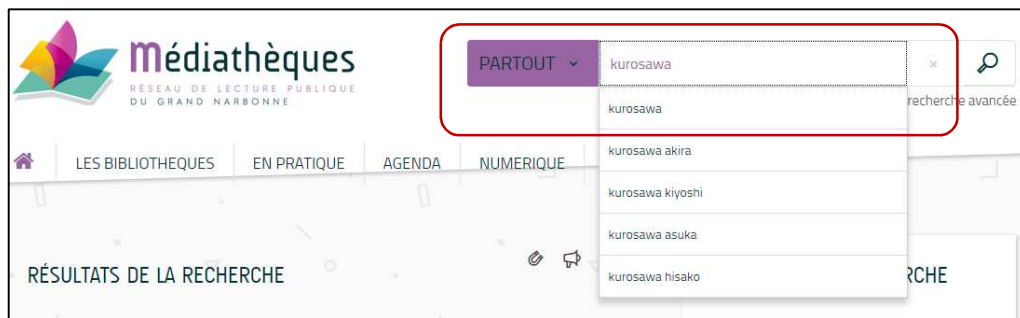 Médiathèques
RÉSEAU DE LECTURE PUBLIQUE
DU GRAND NARBONNE
PARTOUT
kurosawa
×
recherche avancée
kurosawa
kurosawa akira
kurosawa kiyoshi
kurosawa asuka
kurosawa hisako
LES BIBLIOTHEQUES
EN PRATIQUE
AGENDA
NUMERIQUE
RÉSULTATS DE LA RECHERCHE
RCHE